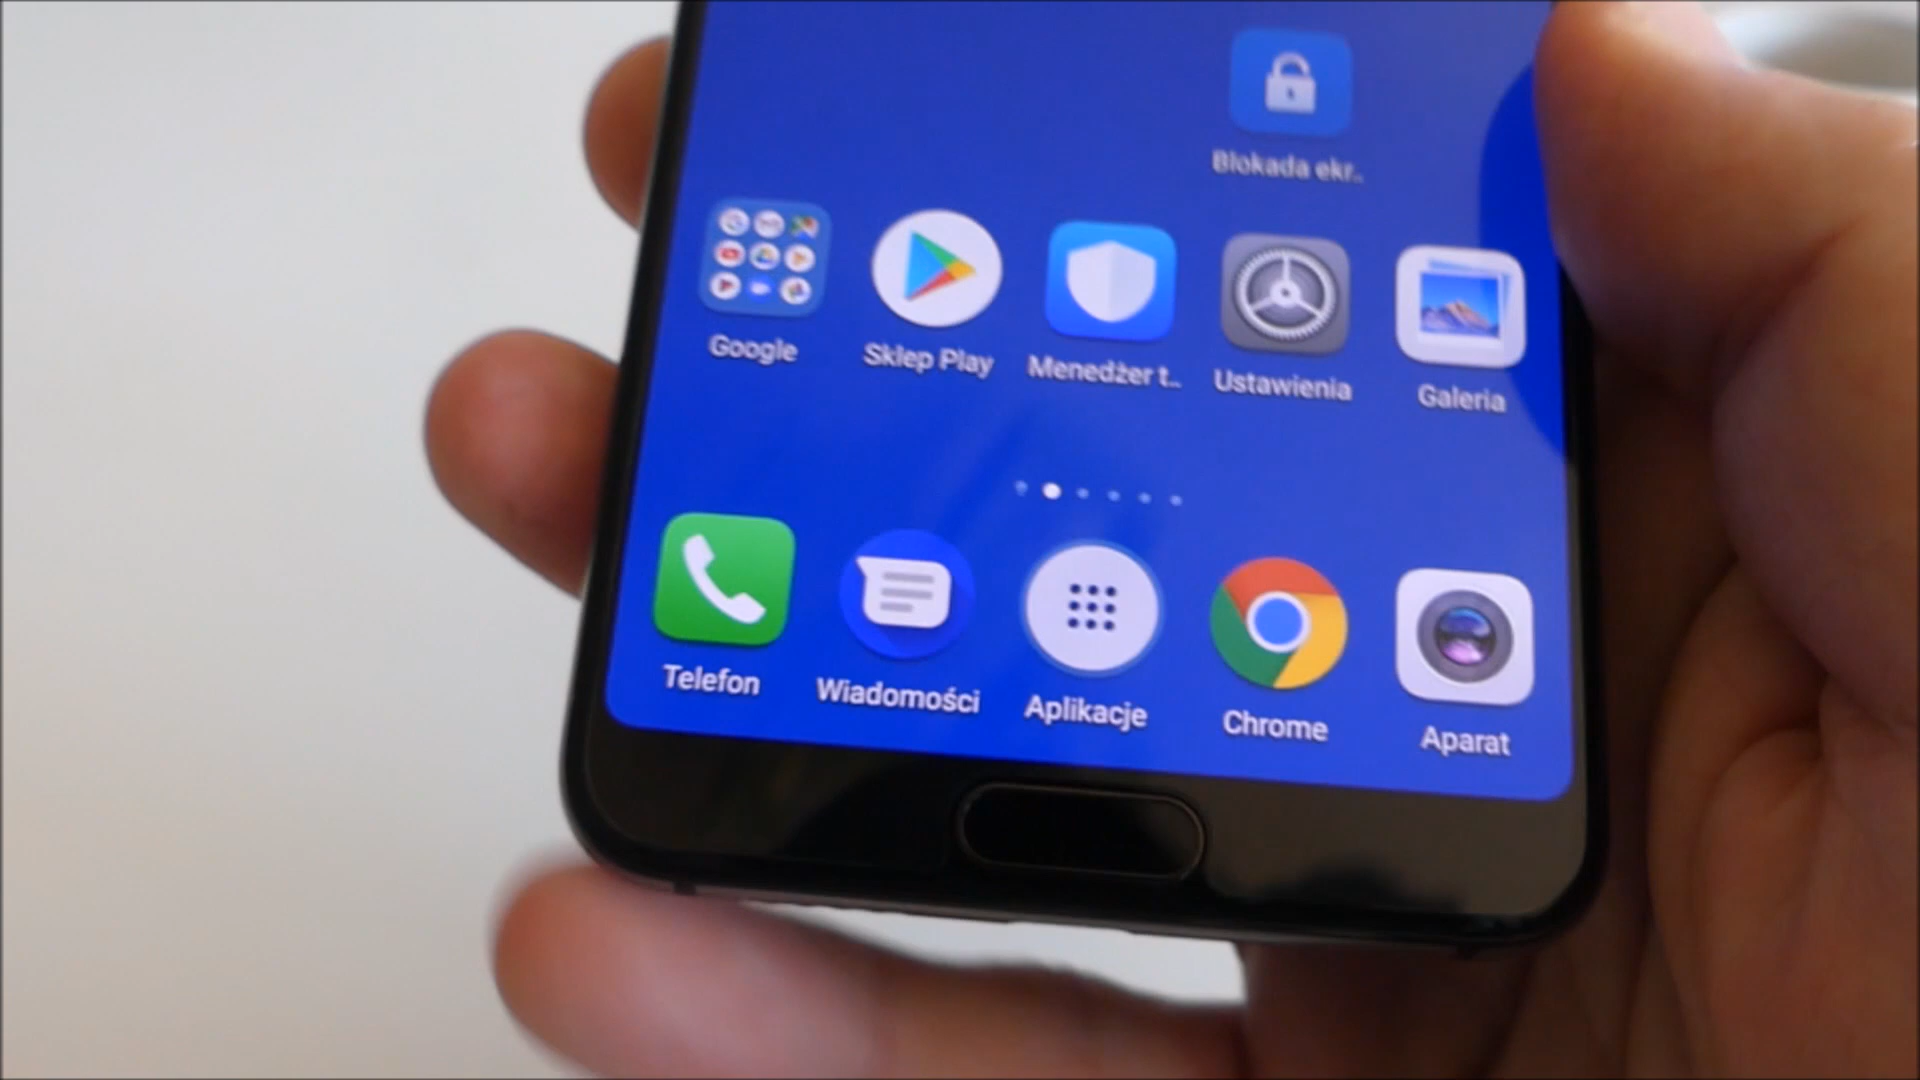 Blokada ekr..
Google
Sklep Play
Menedżer t..
Ustawienia
Galeria
Telefon
Wiadomości
Aplikacje
Chrome
Aparat